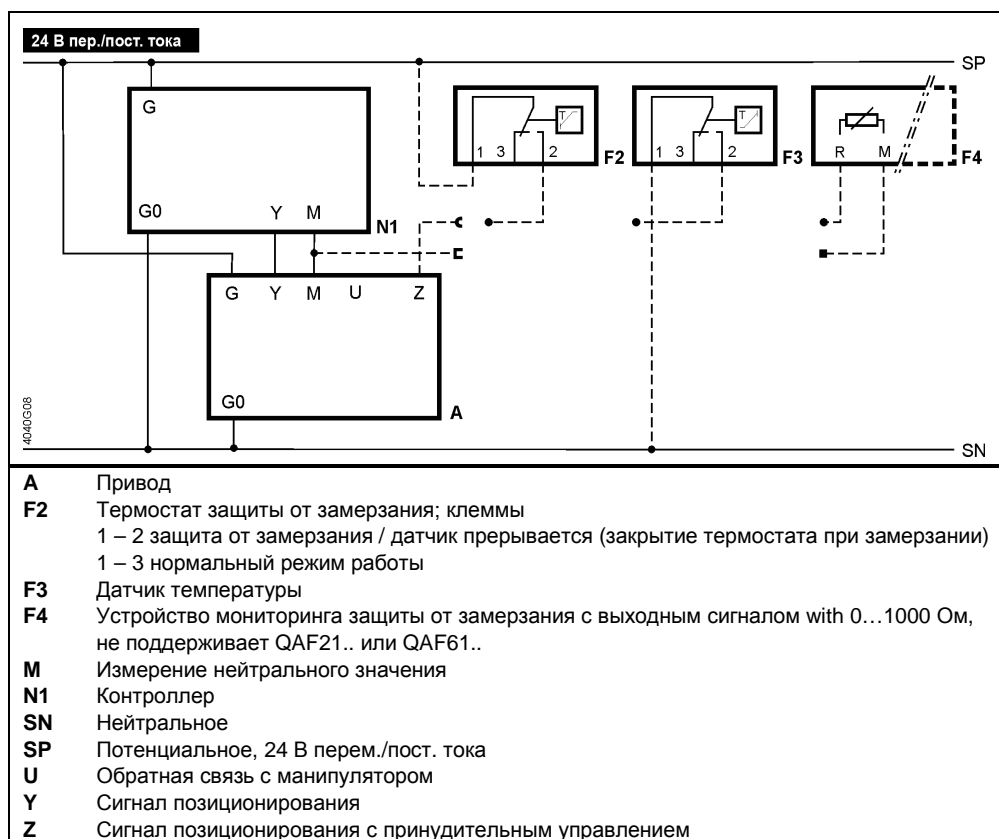 24 В пер./пост. тока
SP
G
1 3 2
F2
1 3 2
F3
R M
F4
G0 Y M
N1
G Y M U Z
G0
A
4040G08
SN
A Привод
F2 Термостат защиты от замерзания; клеммы
1 – 2 защита от замерзания / датчик прерывается (закрытие термостата при замерзании)
1 – 3 нормальный режим работы
F3 Датчик температуры
F4 Устройство мониторинга защиты от замерзания с выходным сигналом with 0…1000 Ом,
не поддерживает QAF21.. или QAF61..
M Измерение нейтрального значения
N1 Контроллер
SN Нейтральное
SP Потенциальное, 24 В перем./пост. тока
U Обратная связь с манипулятором
Y Сигнал позиционирования
Z Сигнал позиционирования с принудительным управлением